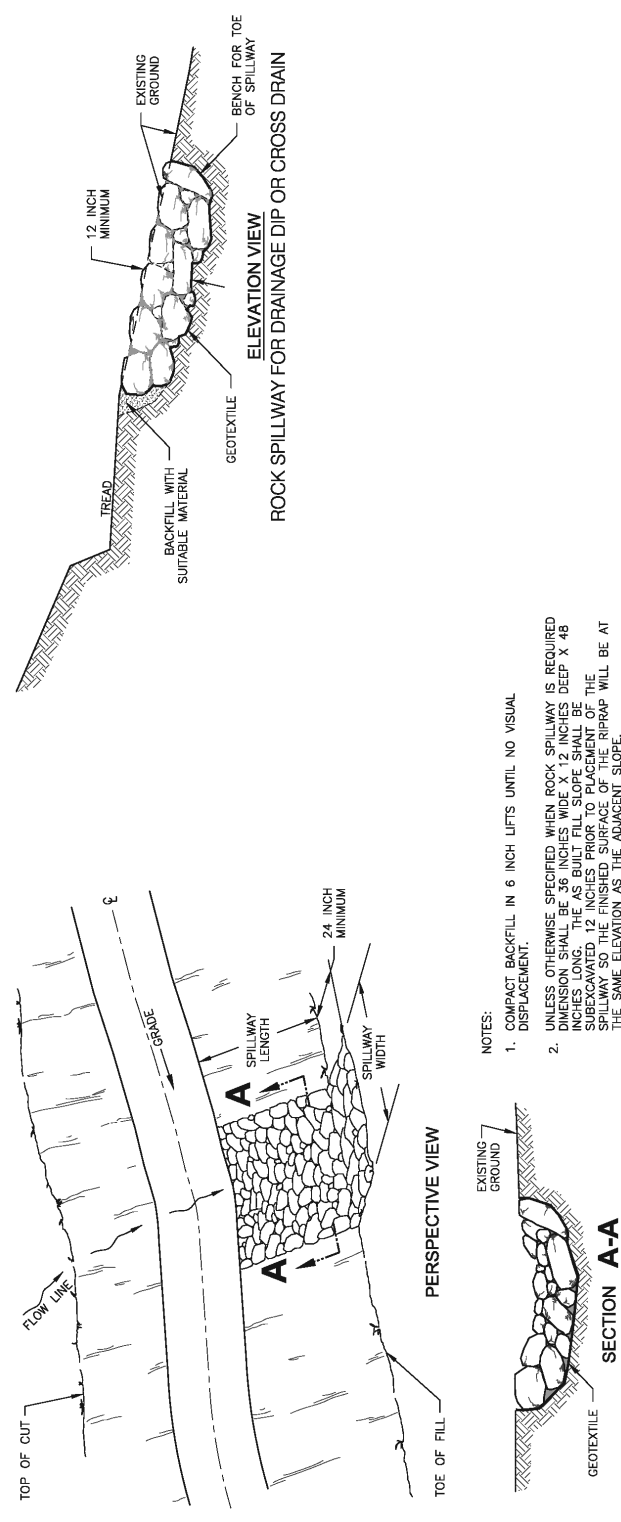 TOP OF CUT
FLOW LINE
GRADE
℄
SPILLWAY
LENGTH
24 INCH
MINIMUM
SPILLWAY
WIDTH
A
A
TOE OF FILL
PERSPECTIVE VIEW
TREAD
BACKFILL WITH
SUITABLE MATERIAL
12 INCH
MINIMUM
EXISTING
GROUND
GEOTEXTILE
BENCH FOR TOE
OF SPILLWAY
ELEVATION VIEW
ROCK SPILLWAY FOR DRAINAGE DIP OR CROSS DRAIN
EXISTING
GROUND
GEOTEXTILE
SECTION A-A
NOTES:
1. COMPACT BACKFILL IN 6 INCH LIFTS UNTIL NO VISUAL
DISPLACEMENT.
2. UNLESS OTHERWISE SPECIFIED WHEN ROCK SPILLWAY IS REQUIRED
DIMENSION SHALL BE 36 INCHES WIDE X 12 INCHES DEEP X 48
INCHES LONG. THE AS BUILT FILL SLOPE SHALL BE
SUBEXCAVATED 12 INCHES PRIOR TO PLACEMENT OF THE
SPILLWAY SO THE FINISHED SURFACE OF THE RIPRAP WILL BE AT
THE SAME ELEVATION AS THE ADJACENT SLOPE.